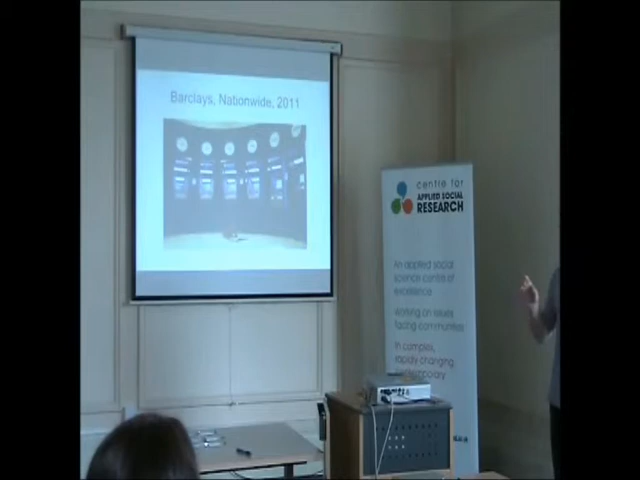 Barclays, Nationwide, 2011
centre for
APPLIED SOCIAL
RESEARCH
An applied social
science centre of
excellence
working on issues
facing communities
in complex,
rapidly changing
contemporary